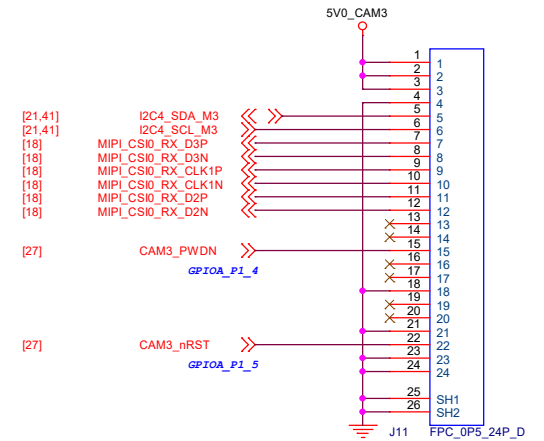 5V0_CAM3
1 1
2 2
3 3
4 4
[21,41] I2C4_SDA_M3 5 5
[21,41] I2C4_SCL_M3 6 6
[18] MIPI_CSI0_RX_D3P 7 7
[18] MIPI_CSI0_RX_D3N 8 8
[18] MIPI_CSI0_RX_CLK1P 9 9
[18] MIPI_CSI0_RX_CLK1N 10 10
[18] MIPI_CSI0_RX_D2P 11 11
[18] MIPI_CSI0_RX_D2N 12 12
13 13
14 14
[27] CAM3_PWDN 15 15
GPIOA_P1_4 16 16
17 17
18 18
19 19
20 20
21 21
[27] CAM3_nRST 22 22
23 23
GPIOA_P1_5 24 24
25 SH1
26 SH2
J11 FPC_0P5_24P_D